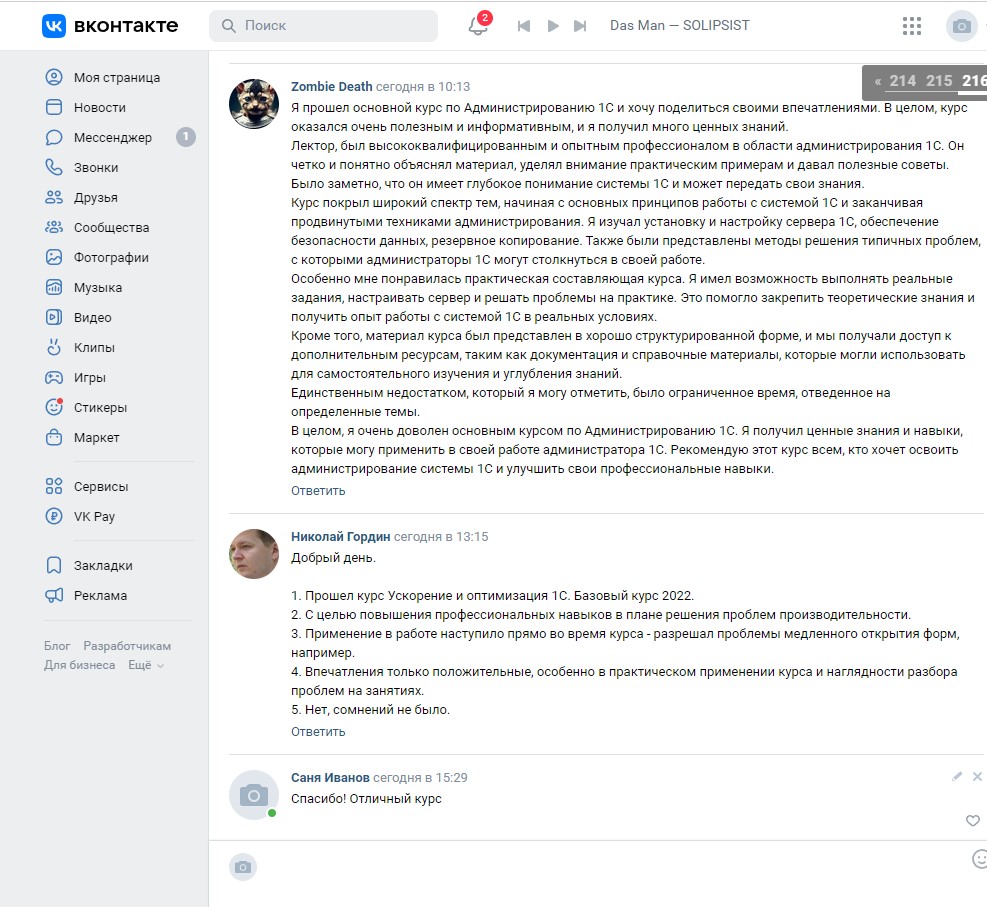 вконтакте
Поиск
2
Das Man — SOLIPSIST
Моя страница
Новости
Мессенджер 1
Звонки
Друзья
Сообщества
Фотографии
Музыка
Видео
Клипы
Игры
Стикеры
Маркет
Сервисы
VK Pay
Закладки
Реклама
Блог Разработчикам
Для бизнеса Ещё
« 214 215 216
Zombie Death сегодня в 10:13
Я прошел основной курс по Администрированию 1С и хочу поделиться своими впечатлениями. В целом, курс
оказался очень полезным и информативным, и я получил много ценных знаний.
Лектор, был высококвалифицированным и опытным профессионалом в области администрирования 1С. Он
четко и понятно объяснял материал, уделял внимание практическим примерам и давал полезные советы.
Было заметно, что он имеет глубокое понимание системы 1С и может передать свои знания.
Курс покрыл широкий спектр тем, начиная с основных принципов работы с системой 1С и заканчивая
продвинутыми техниками администрирования. Я изучал установку и настройку сервера 1С, обеспечение
безопасности данных, резервное копирование. Также были представлены методы решения типичных проблем,
с которыми администраторы 1С могут столкнуться в своей работе.
Особенно мне понравилась практическая составляющая курса. Я имел возможность выполнять реальные
задания, настраивать сервер и решать проблемы на практике. Это помогло закрепить теоретические знания и
получить опыт работы с системой 1С в реальных условиях.
Кроме того, материал курса был представлен в хорошо структурированной форме, и мы получали доступ к
дополнительным ресурсам, таким как документация и справочные материалы, которые могли использовать
для самостоятельного изучения и углубления знаний.
Единственным недостатком, который я могу отметить, было ограниченное время, отведенное на
определенные темы.
В целом, я очень доволен основным курсом по Администрированию 1С. Я получил ценные знания и навыки,
которые могу применить в своей работе администратора 1С. Рекомендую этот курс всем, кто хочет освоить
администрирование системы 1С и улучшить свои профессиональные навыки.
Ответить
Николай Гордин сегодня в 13:15
Добрый день.
1. Прошел курс Ускорение и оптимизация 1С. Базовый курс 2022.
2. С целью повышения профессиональных навыков в плане решения проблем производительности.
3. Применение в работе наступило прямо во время курса - разрешал проблемы медленного открытия форм,
например.
4. Впечатления только положительные, особенно в практическом применении курса и наглядности разбора
проблем на занятиях.
5. Нет, сомнений не было.
Ответить
Саня Иванов сегодня в 15:29
Спасибо! Отличный курс